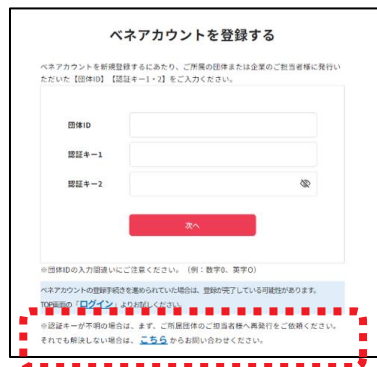 ベネアカウントを登録する
ベネアカウントを新規登録するにあたり、ご所属の団体または企業のご担当者様に発行い
ただいた【団体ID】【認証キー1・2】をご入力ください。
団体ID
認証キー1
認証キー2
次へ
※団体IDの入力間違いにご注意ください。（例：数字0、英字O）
ベネアカウントの登録手続きを進められていた場合は、登録が完了している可能性があります。
TOP画面の「ログイン」よりお試しください。
※認証キーが不明の場合は、まず、ご所属団体のご担当者様へ再発行をご依頼ください。
それでも解決しない場合は、こちらからお問い合わせください。